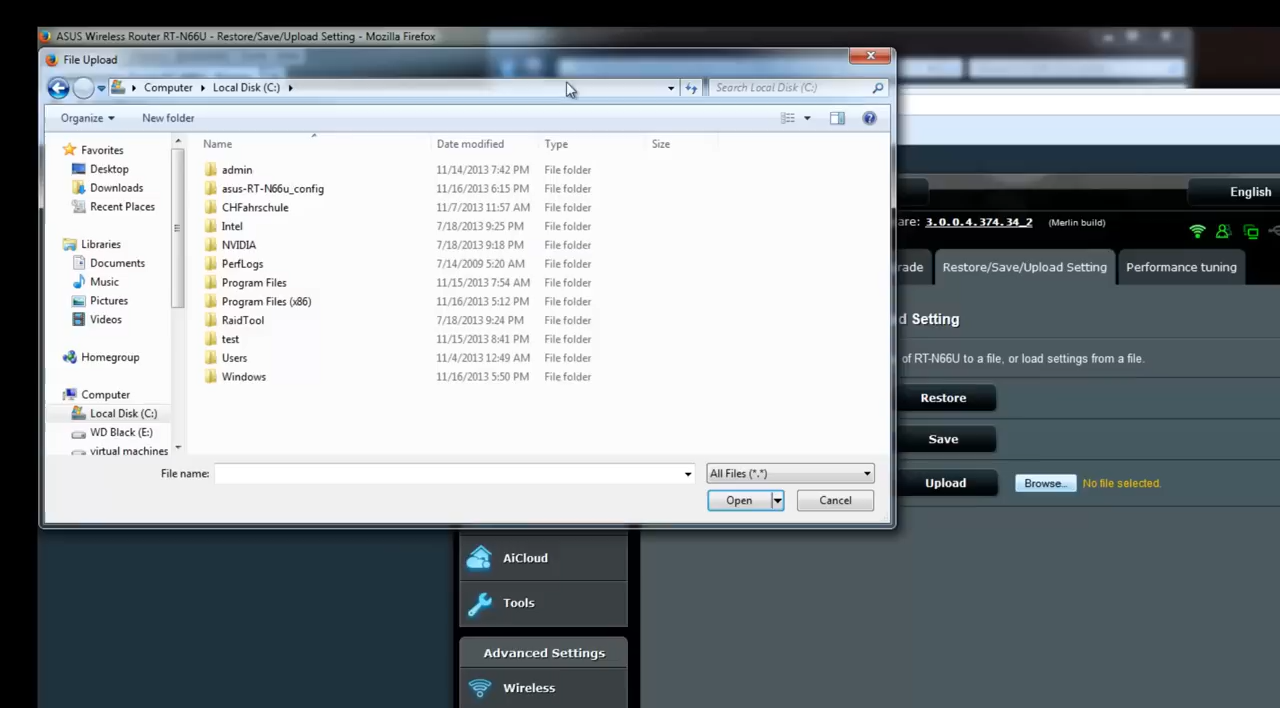 ASUS Wireless Router RT-N66U - Restore/Save/Upload Setting - Mozilla Firefox
File Upload
Computer Local Disk (C:)
Search Local Disk (C:)
Organize
New folder
Name Date modified Type Size
admin 11/14/2013 7:42 PM File folder
asus-RT-N66u_config 11/16/2013 6:15 PM File folder
CHFahrschule 11/7/2013 11:57 AM File folder
Intel 7/18/2013 9:25 PM File folder
NVIDIA 7/18/2013 9:18 PM File folder
PerfLogs 7/14/2009 5:20 AM File folder
Program Files 11/15/2013 7:54 AM File folder
Program Files (x86) 11/16/2013 5:12 PM File folder
RaidTool 7/18/2013 9:24 PM File folder
test 11/15/2013 8:41 PM File folder
Users 11/4/2013 12:49 AM File folder
Windows 11/16/2013 5:50 PM File folder
Favorites
Desktop
Downloads
Recent Places
Libraries
Documents
Music
Pictures
Videos
Homegroup
Computer
Local Disk (C:)
WD Black (E:)
virtual machines
File name:
All Files (*.*)
Open
Cancel
English
are: 3.0.0.4.374.34_2 (Merlin build)
rade
Restore/Save/Upload Setting
Performance tuning
d Setting
of RT-N66U to a file, or load settings from a file.
Restore
Save
Upload
Browse...
No file selected.
AiCloud
Tools
Advanced Settings
Wireless